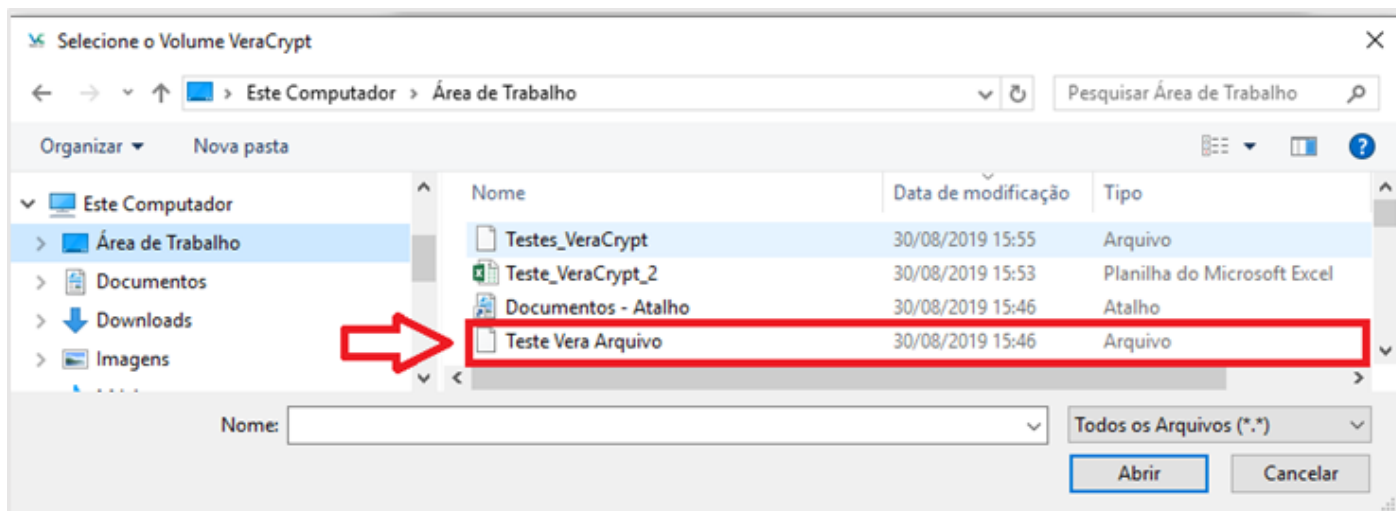 Selecione o Volume VeraCrypt
Este Computador > Área de Trabalho
Pesquisar Área de Trabalho
Organizar
Nova pasta
Este Computador
Área de Trabalho
Documentos
Downloads
Imagens
Nome Data de modificação Tipo
Testes_VeraCrypt 30/08/2019 15:55 Arquivo
Teste_VeraCrypt_2 30/08/2019 15:53 Planilha do Microsoft Excel
Documentos - Atalho 30/08/2019 15:46 Atalho
Teste Vera Arquivo 30/08/2019 15:46 Arquivo
Nome:
Todos os Arquivos (*.*)
Abrir
Cancelar